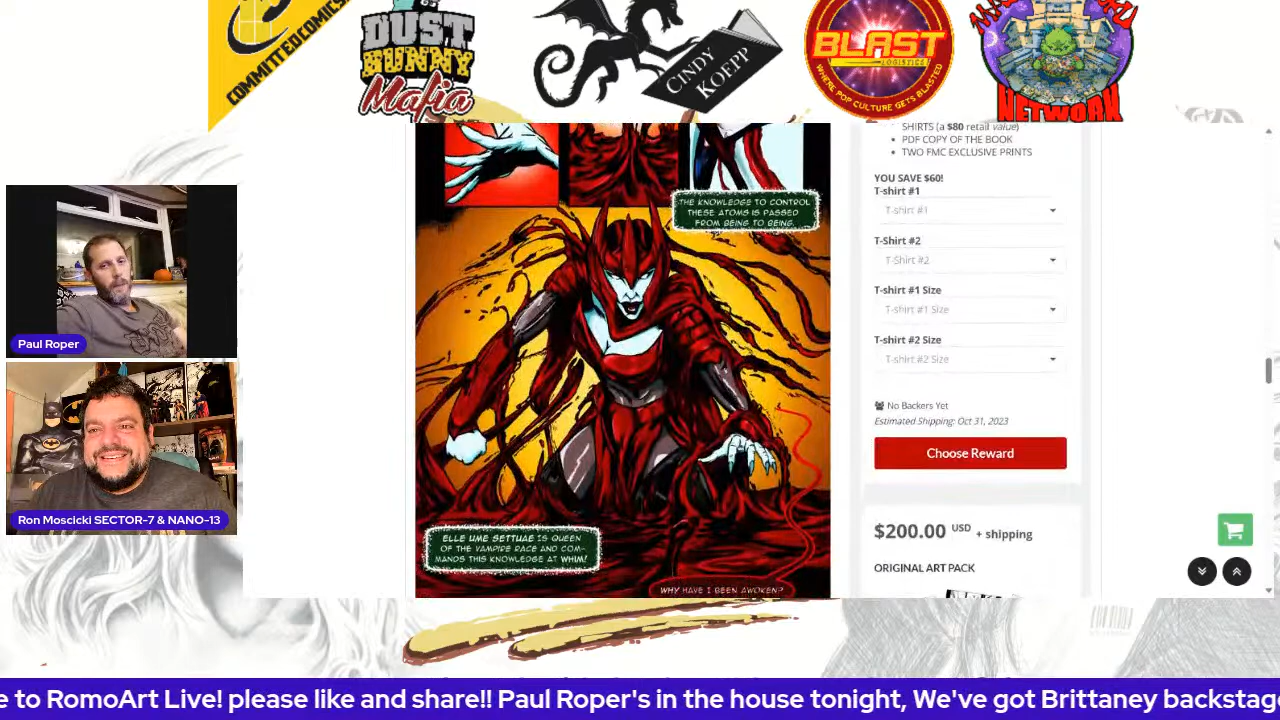 COMMITTEDCOMICS.
DUST
BUNNY
Mafia
CINDY
KOEPP
BLAST
LOGISTICS
WHERE POP CULTURE GETS BLASTED
NETWORK
SHIRTS (a $80 retail value)
PDF COPY OF THE BOOK
TWO FMC EXCLUSIVE PRINTS
YOU SAVE $60!
T-shirt #1
T-shirt #1
T-Shirt #2
T-Shirt #2
T-shirt #1 Size
T-shirt #1 Size
T-shirt #2 Size
T-shirt #2 Size
No Backers Yet
Estimated Shipping: Oct 31, 2023
Choose Reward
$200.00 USD + shipping
ORIGINAL ART PACK
THE KNOWLEDGE TO CONTROL
THESE ATOMS IS PASSED
FROM BEING TO BEING.
ELLE UME SETTUAE IS QUEEN
OF THE VAMPIRE RACE AND COM-
MANDS THIS KNOWLEDGE AT WHIM!
WHY HAVE I BEEN AWOKEN?
Paul Roper
Ron Moscicki SECTOR-7 & NANO-13
e to RomoArt Live! please like and share!! Paul Roper's in the house tonight, We've got Brittaney backstage